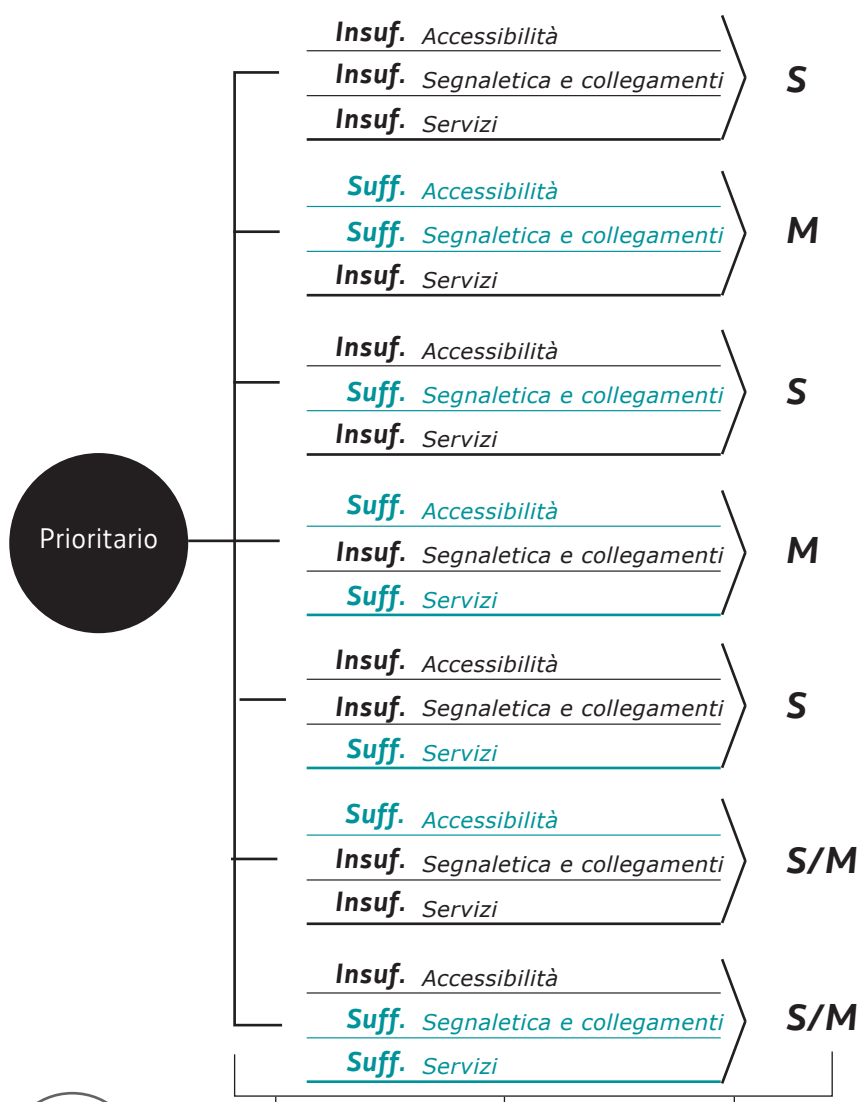 Insuf. Accessibilità
Insuf. Segnaletica e collegamenti
Insuf. Servizi
S
Suff. Accessibilità
Suff. Segnaletica e collegamenti
Insuf. Servizi
M
Insuf. Accessibilità
Suff. Segnaletica e collegamenti
Insuf. Servizi
S
Prioritario
Suff. Accessibilità
Insuf. Segnaletica e collegamenti
Suff. Servizi
M
Insuf. Accessibilità
Insuf. Segnaletica e collegamenti
Suff. Servizi
S
Suff. Accessibilità
Insuf. Segnaletica e collegamenti
Insuf. Servizi
S/M
Insuf. Accessibilità
Suff. Segnaletica e collegamenti
Suff. Servizi
S/M